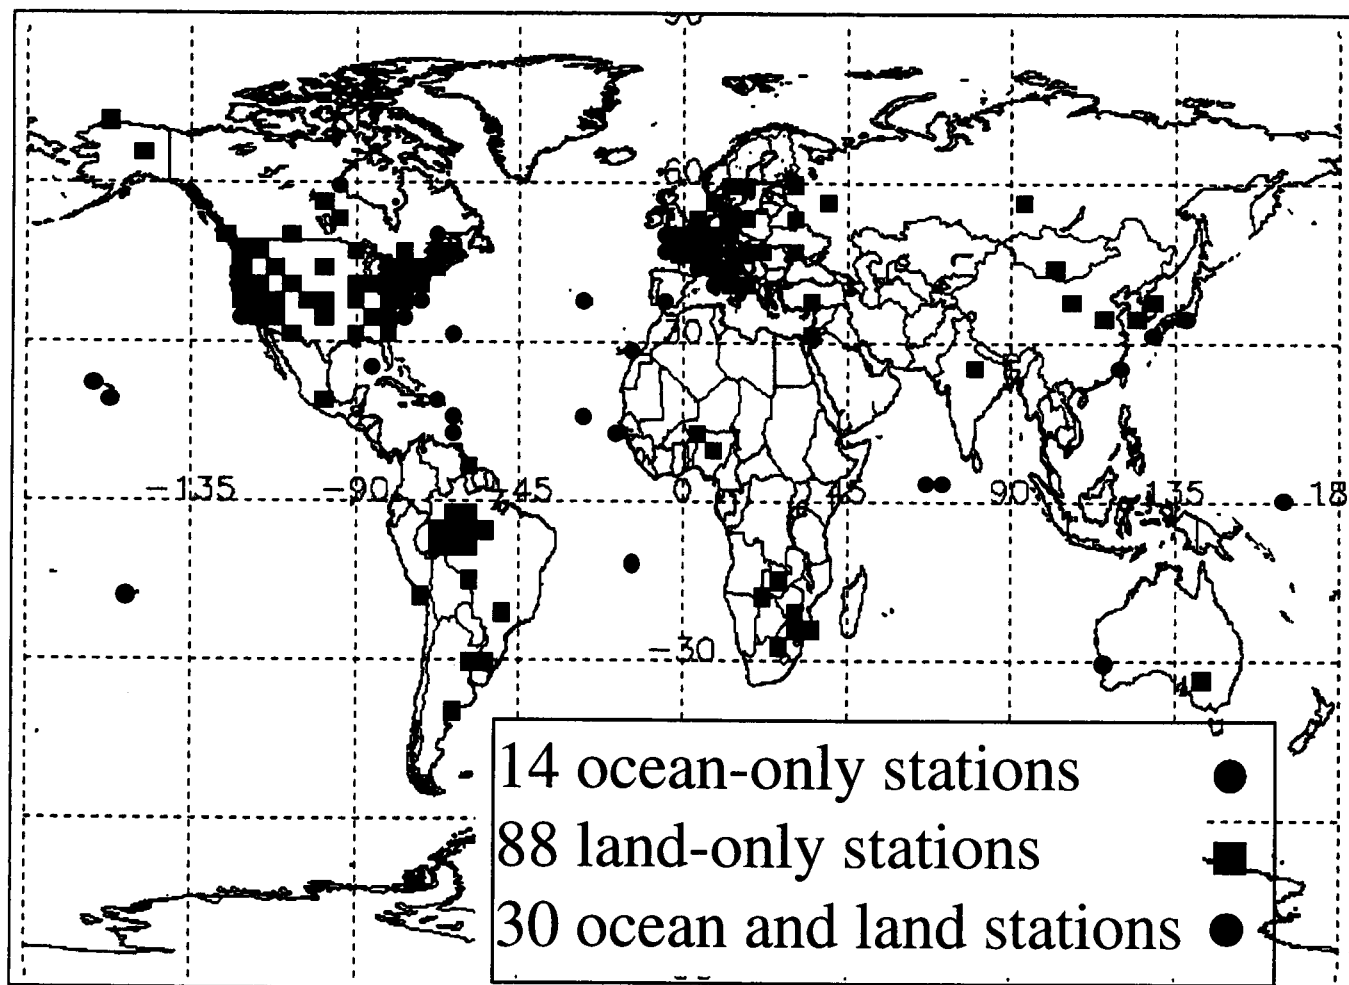 60
30
-135 -90 -45 0 45 90 135 18
-30
14 ocean-only stations
88 land-only stations
30 ocean and land stations